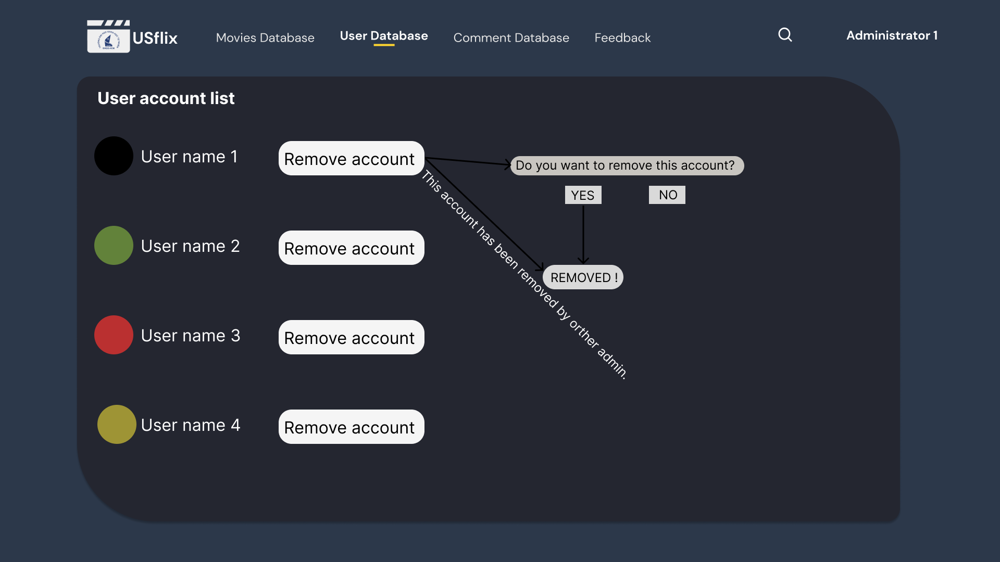 USflix
Movies Database
User Database
Comment Database
Feedback
Administrator 1
User account list
User name 1
Remove account
Do you want to remove this account?
YES
NO
This account has been removed by orther admin.
User name 2
Remove account
REMOVED !
User name 3
Remove account
User name 4
Remove account